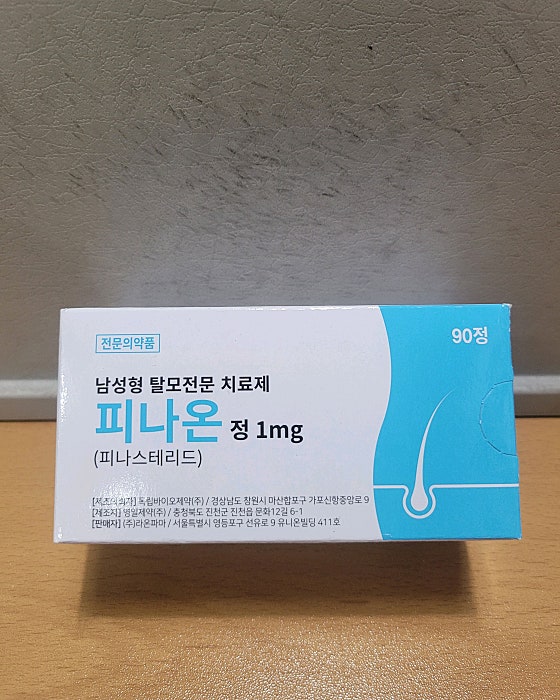 전문의약품
90정
남성형 탈모전문 치료제
피나온 정 1mg
(피나스테리드)
[제조의뢰자] 독립바이오제약(주) / 경상남도 창원시 마산합포구 가포신항중앙로 9
[제조자] 영일제약(주) / 충청북도 진천군 진천읍 문화12길 6-1
[판매자] (주)라온파마 / 서울특별시 영등포구 선유로 9 유니온빌딩 411호